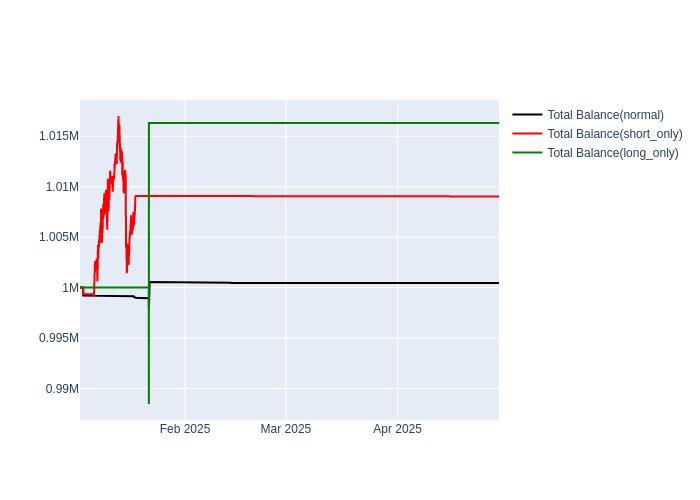 Total Balance(normal)
Total Balance(short_only)
Total Balance(long_only)
1.015M
1.01M
1.005M
1M
0.995M
0.99M
Feb 2025
Mar 2025
Apr 2025